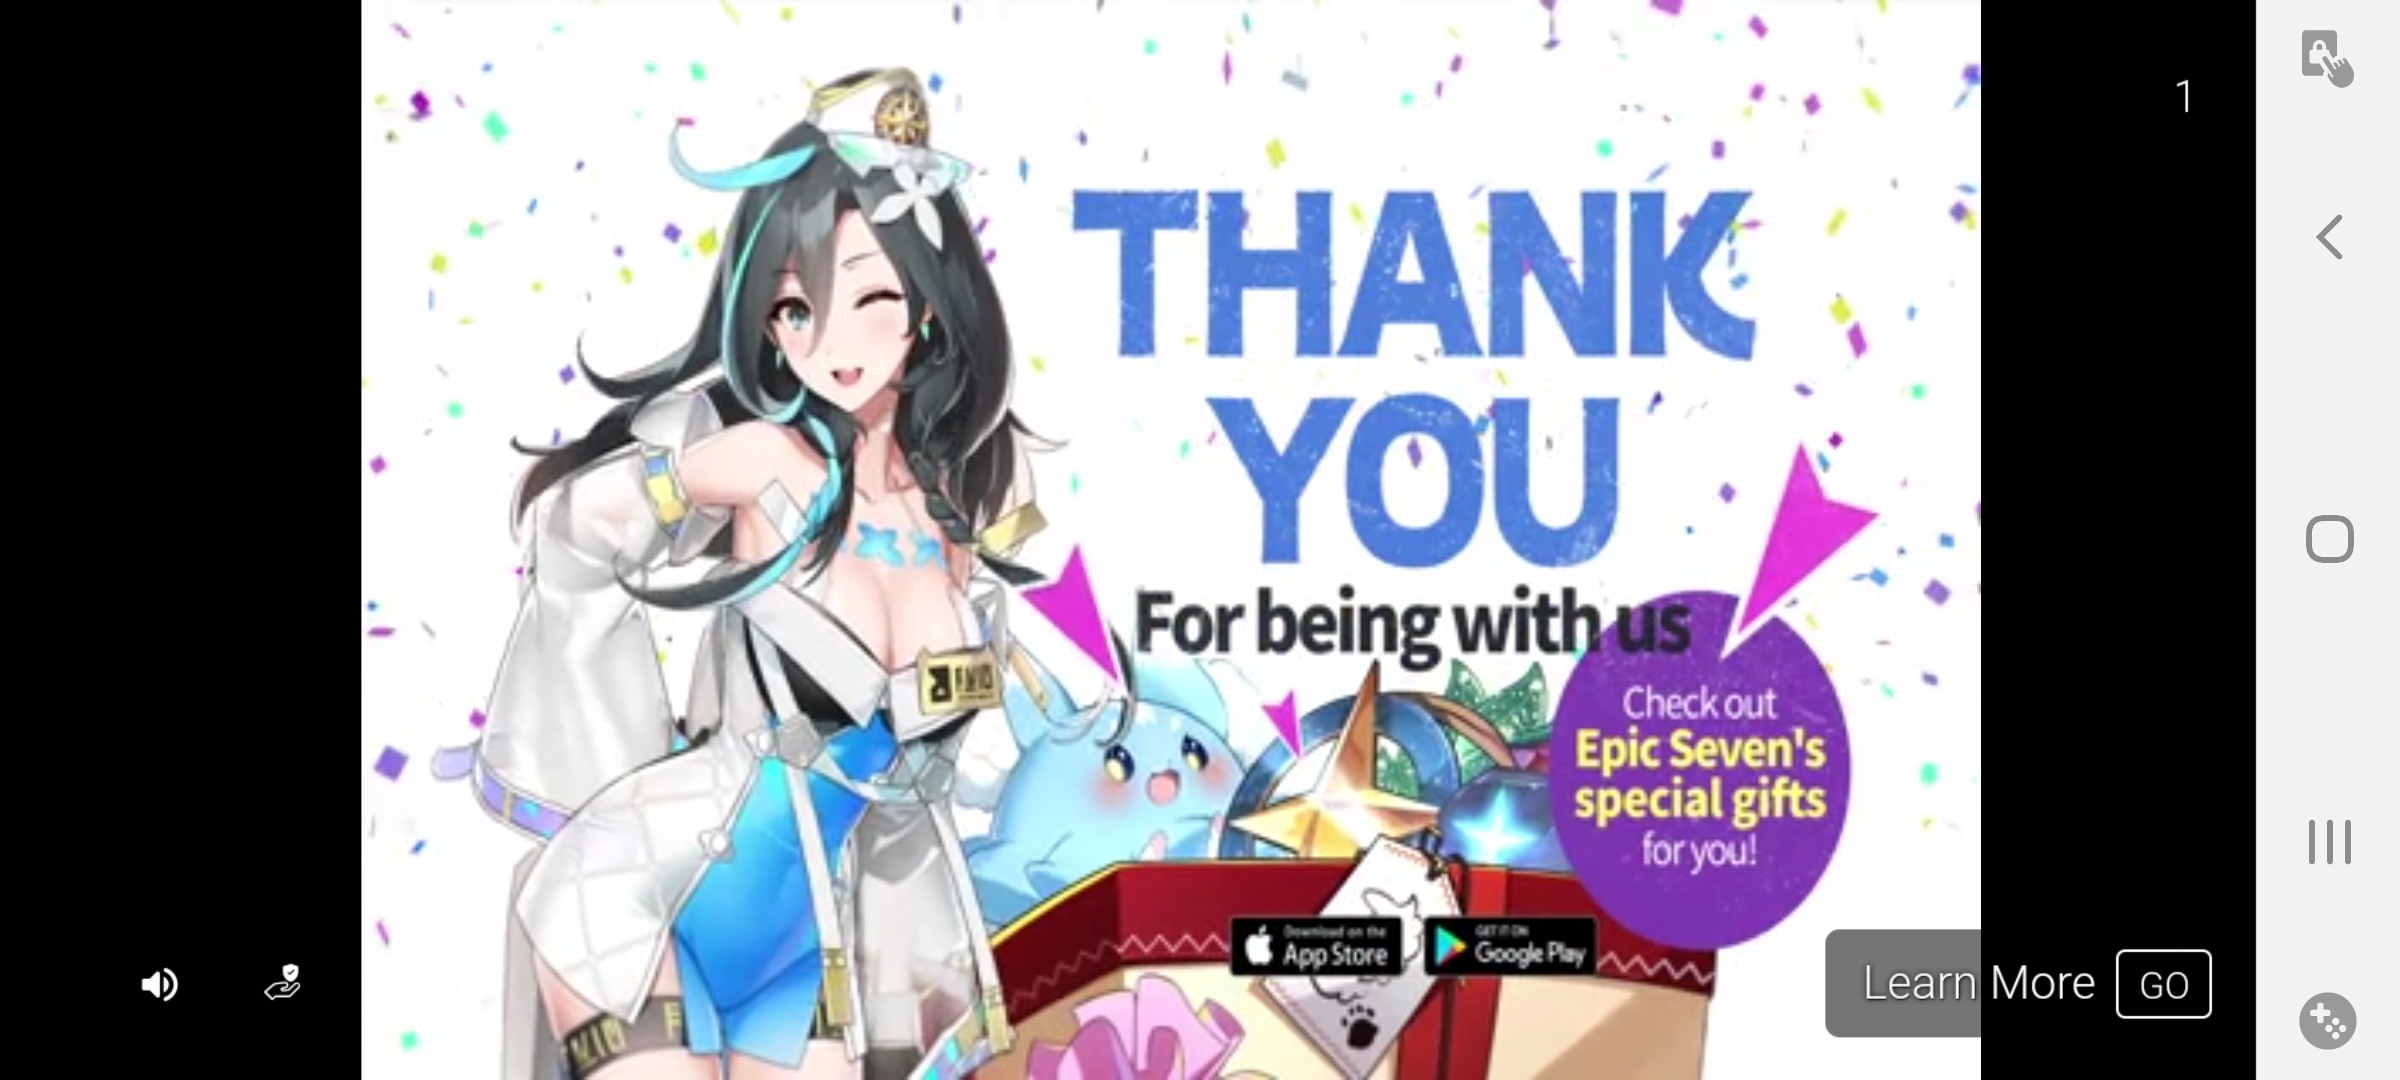 1
THANK
YOU
For being with us
Check out
Epic Seven's
special gifts
for you!
Download on the
App Store
GET IT ON
Google Play
Learn More
GO